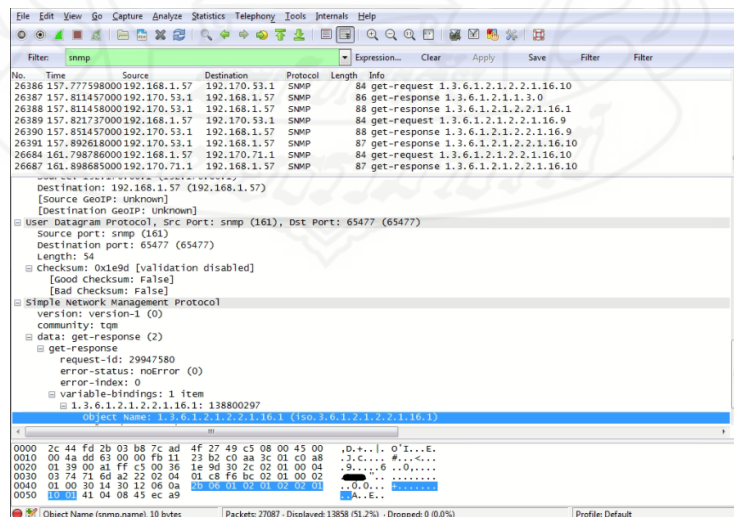 File Edit View Go Capture Analyze Statistics Telephony Tools Internals Help
Filter: snmp Expression... Clear Apply Save Filter Filter
No. Time Source Destination Protocol Length Info
26386 157.777598000 192.168.1.57 192.170.53.1 SNMP 84 get-request 1.3.6.1.2.1.2.2.1.16.10
26387 157.811457000 192.170.53.1 192.168.1.57 SNMP 86 get-response 1.3.6.1.2.1.1.3.0
26388 157.811458000 192.170.53.1 192.168.1.57 SNMP 88 get-response 1.3.6.1.2.1.2.2.1.16.1
26389 157.821737000 192.168.1.57 192.170.53.1 SNMP 84 get-request 1.3.6.1.2.1.2.2.1.16.9
26390 157.851457000 192.170.53.1 192.168.1.57 SNMP 88 get-response 1.3.6.1.2.1.2.2.1.16.9
26391 157.892618000 192.170.53.1 192.168.1.57 SNMP 87 get-response 1.3.6.1.2.1.2.2.1.16.10
26684 161.798786000 192.168.1.57 192.170.71.1 SNMP 84 get-request 1.3.6.1.2.1.2.2.1.16.10
26687 161.898685000 192.170.71.1 192.168.1.57 SNMP 87 get-response 1.3.6.1.2.1.2.2.1.16.10
Destination: 192.168.1.57 (192.168.1.57)
[Source GeoIP: Unknown]
[Destination GeoIP: Unknown]
User Datagram Protocol, Src Port: snmp (161), Dst Port: 65477 (65477)
Source port: snmp (161)
Destination port: 65477 (65477)
Length: 54
Checksum: 0x1e9d [validation disabled]
[Good Checksum: False]
[Bad Checksum: False]
Simple Network Management Protocol
version: version-1 (0)
community: tqm
data: get-response (2)
get-response
request-id: 29947580
error-status: noError (0)
error-index: 0
variable-bindings: 1 item
1.3.6.1.2.1.2.2.1.16.1: 138800297
Object Name: 1.3.6.1.2.1.2.2.1.16.1 (iso.3.6.1.2.1.2.2.1.16.1)
0000 2c 44 fd 2b 03 b8 7c ad 4f 27 49 c5 08 00 45 00 ,D.+..|. O'I...E.
0010 00 4a dd 63 00 00 fb 11 23 b2 c0 aa 3c 01 c0 a8 .J.c.... #...<...
0020 01 39 00 a1 ff c5 00 36 1e 9d 30 2c 02 01 00 04 .9.....6 ..0,....
0030 03 74 71 6d a2 22 02 04 01 c8 f6 bc 02 01 00 02 ".. ........
0040 01 00 30 14 30 12 06 0a 2b 06 01 02 01 02 02 01 ..0.0... +.......
0050 10 01 41 04 08 45 ec a9 ..A..E..
Object Name (snmp.name), 10 bytes Packets: 27087 · Displayed: 13858 (51.2%) · Dropped: 0 (0.0%) Profile: Default